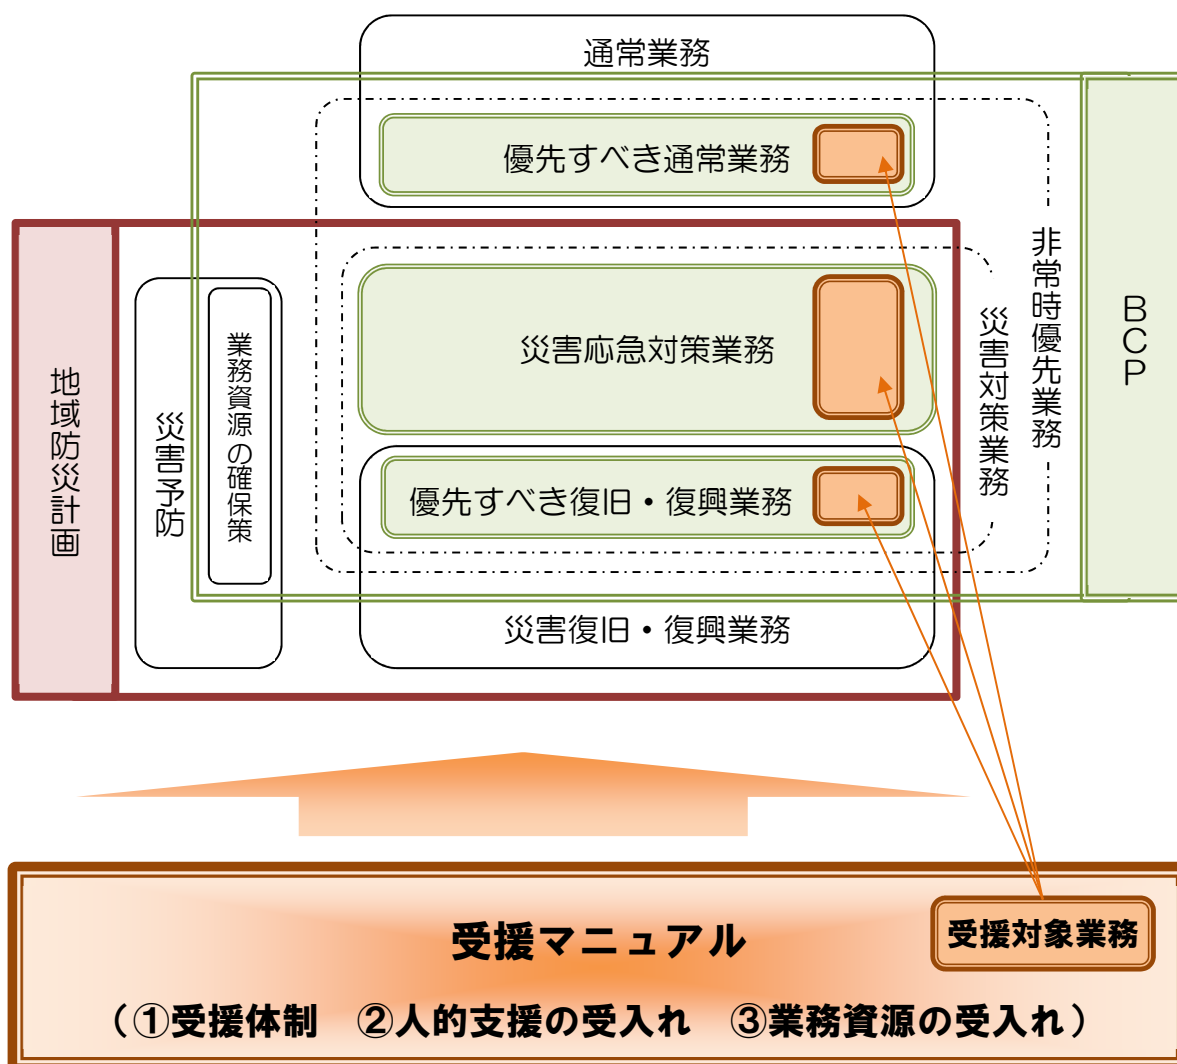 通常業務
優先すべき通常業務
非常時優先業務
BCP
災害応急対策業務
災害対策業務
業務資源の確保策
災害予防
地域防災計画
優先すべき復旧・復興業務
災害復旧・復興業務
受援マニュアル
受援対象業務
（①受援体制　②人的支援の受入れ　③業務資源の受入れ）